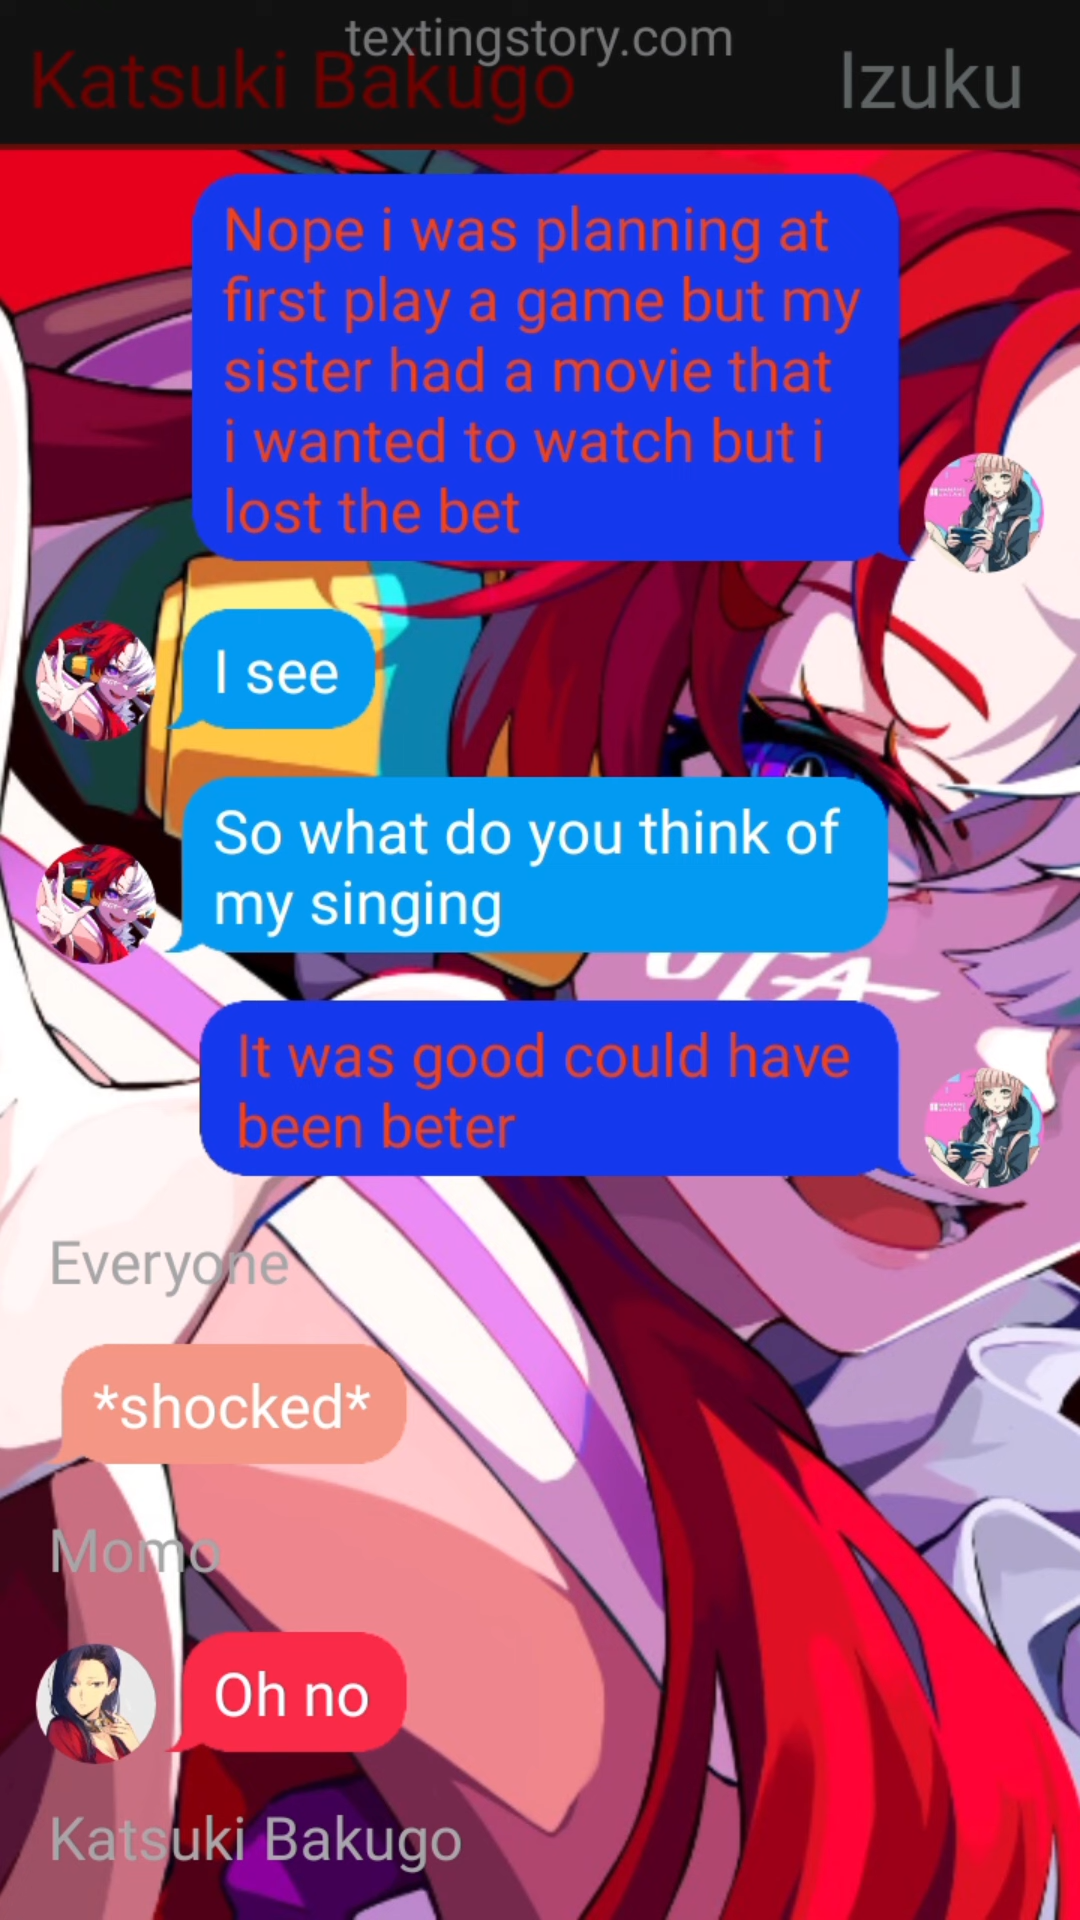 textingstory.com
Katsuki Bakugo
Izuku
Nope i was planning at
first play a game but my
sister had a movie that
i wanted to watch but i
lost the bet
I see
So what do you think of
my singing
UTA
It was good could have
been beter
Everyone
*shocked*
Momo
Oh no
Katsuki Bakugo